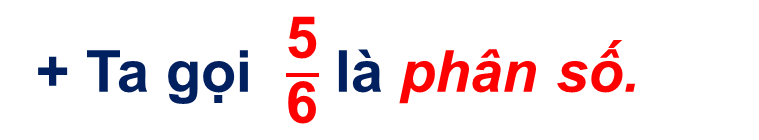 + Ta gọi 5/6 là phân số.